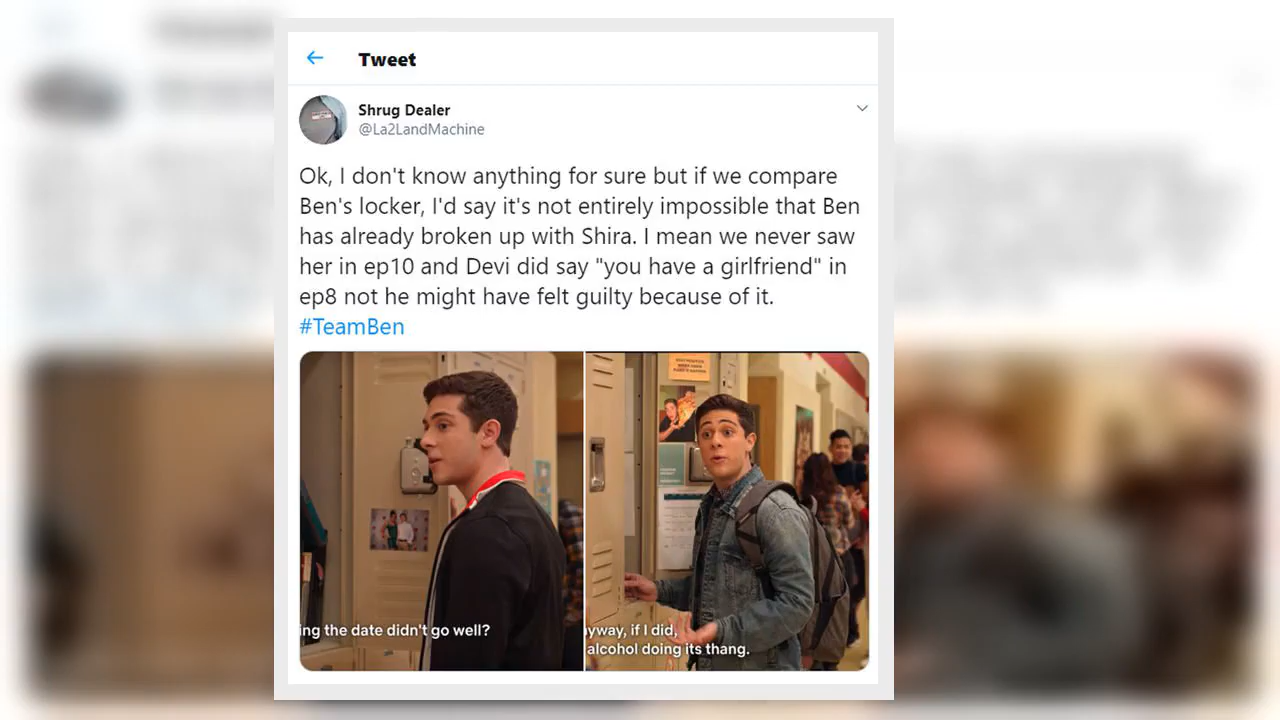 Tweet
Shrug Dealer
@La2LandMachine
Ok, I don't know anything for sure but if we compare
Ben's locker, I'd say it's not entirely impossible that Ben
has already broken up with Shira. I mean we never saw
her in ep10 and Devi did say "you have a girlfriend" in
ep8 not he might have felt guilty because of it.
#TeamBen
ing the date didn't go well?
yway, if I did,
alcohol doing its thang.